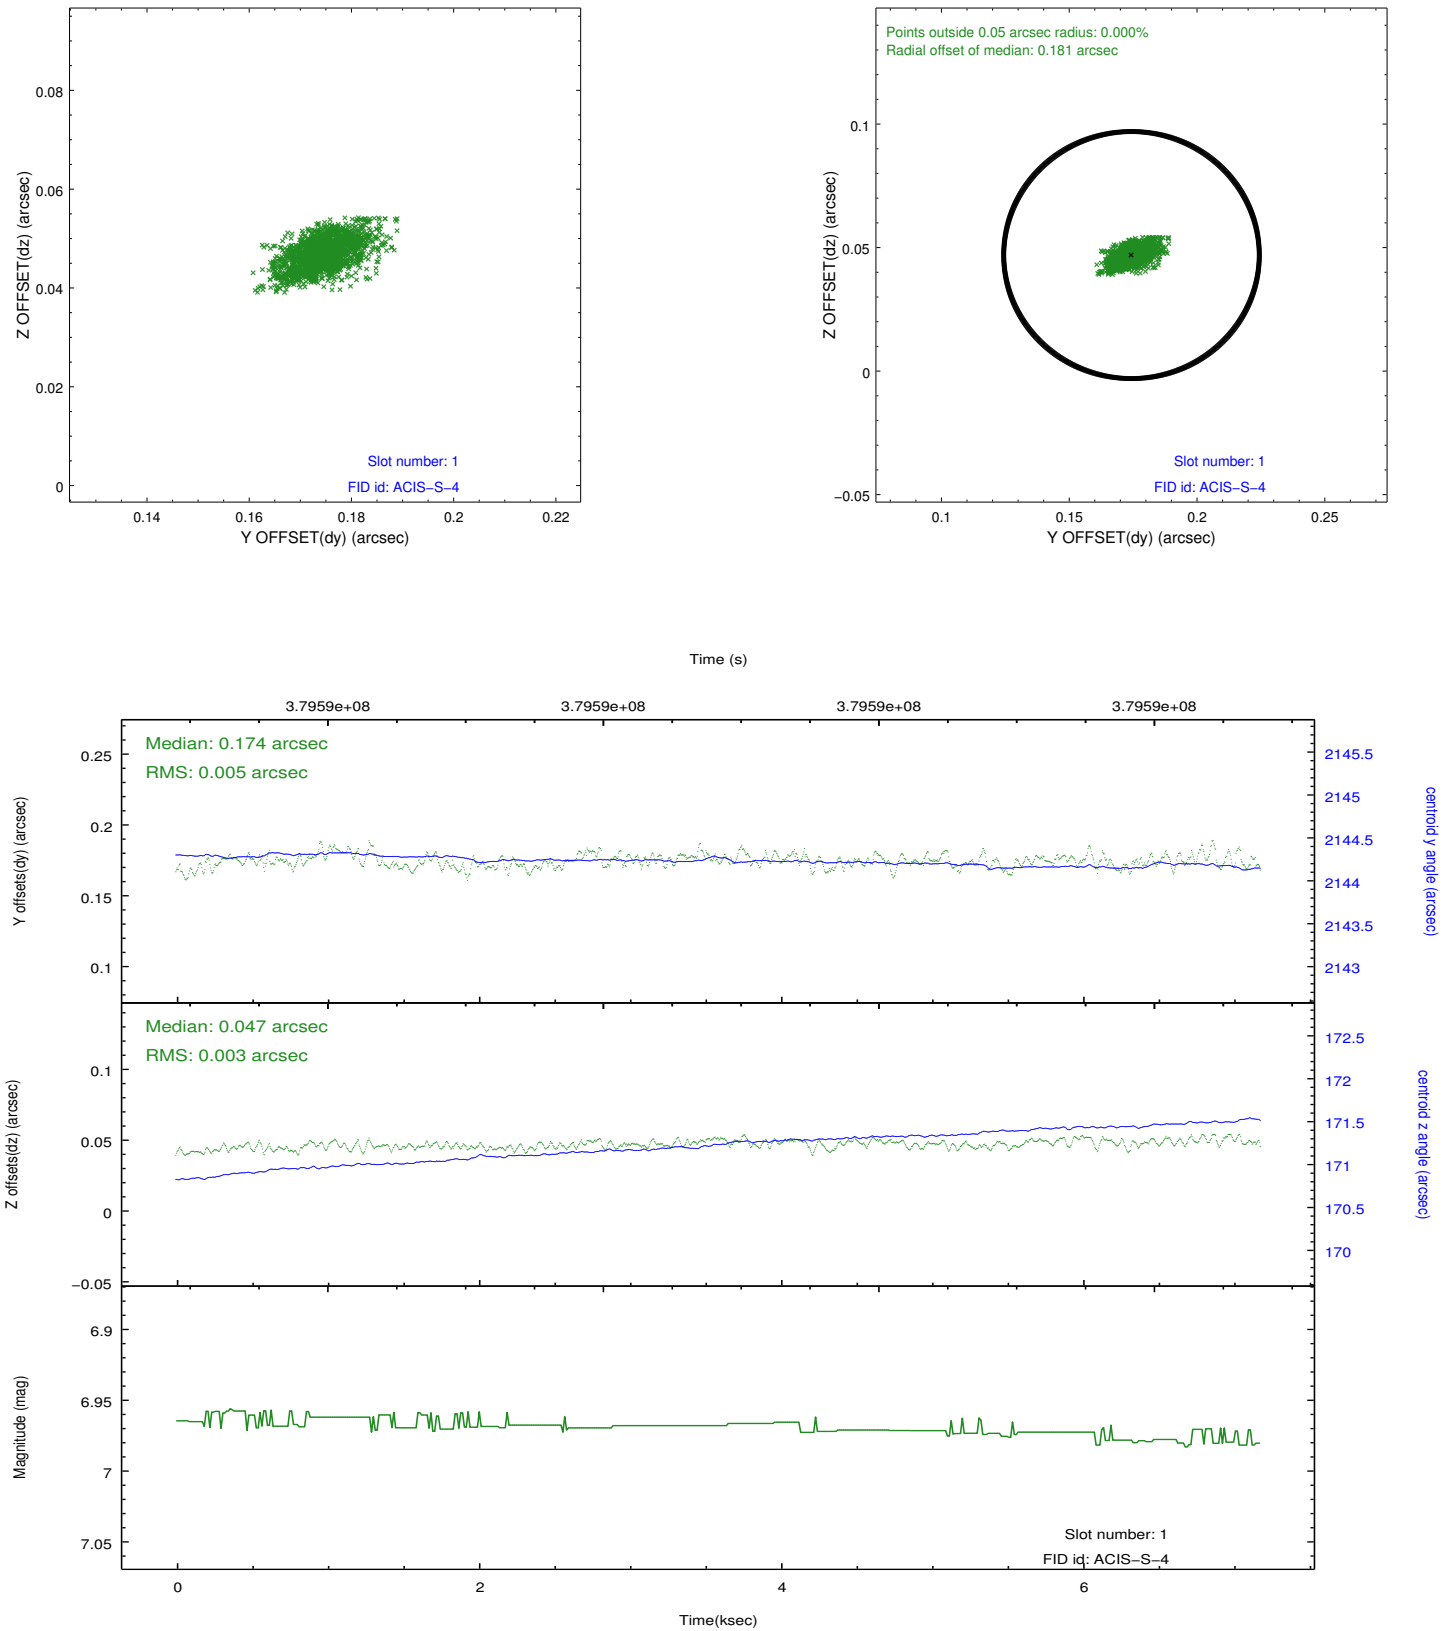 Z OFFSET(dz) (arcsec)
0.08
0.06
0.04
0.02
0
Slot number: 1
FID id: ACIS−S−4
0.14
0.16
0.18
0.2
0.22
Y OFFSET(dy) (arcsec)
Points outside 0.05 arcsec radius: 0.000%
Radial offset of median: 0.181 arcsec
Z OFFSET(dz) (arcsec)
0.1
0.05
0
−0.05
Slot number: 1
FID id: ACIS−S−4
0.1
0.15
0.2
0.25
Y OFFSET(dy) (arcsec)
Time (s)
3.7959e+08
3.7959e+08
3.7959e+08
3.7959e+08
Median: 0.174 arcsec
RMS: 0.005 arcsec
Y offsets(dy) (arcsec)
0.25
0.2
0.15
0.1
2145.5
2145
2144.5
2144
2143.5
2143
centroid y angle (arcsec)
Median: 0.047 arcsec
RMS: 0.003 arcsec
Z offsets(dz) (arcsec)
0.1
0.05
0
−0.05
172.5
172
171.5
171
170.5
170
centroid z angle (arcsec)
Magnitude (mag)
6.9
6.95
7
7.05
Slot number: 1
FID id: ACIS−S−4
0
2
4
6
Time(ksec)